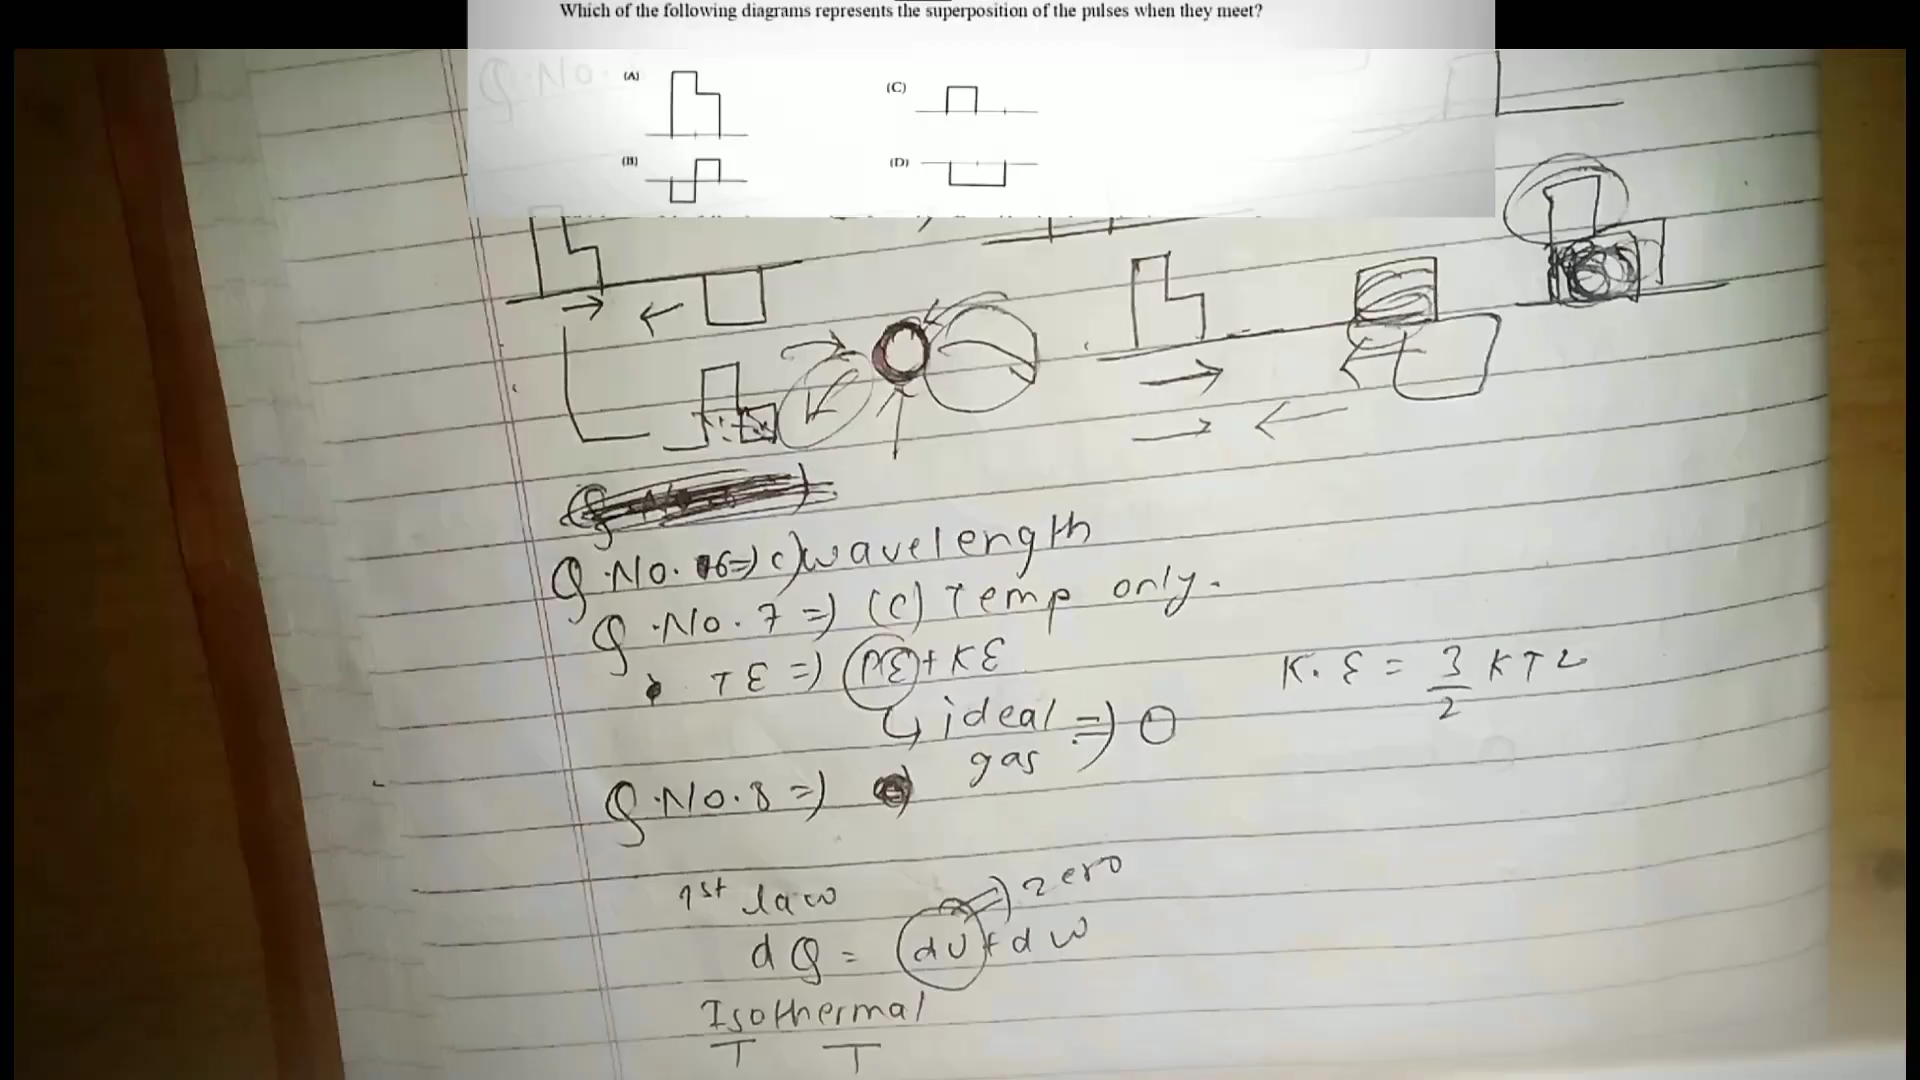 Which of the following diagrams represents the superposition of the pulses when they meet?
(A)
(C)
(B)
(D)
Q.No.
Q.No. 6=) c) wavelength
Q.No. 7 =) (c) Temp only.
TE =) PE + KE
K.E = 3/2 KT
ideal gas =) 0
Q.No. 8 =)
1st law
=) zero
dQ = dU + dw
Isothermal
T T